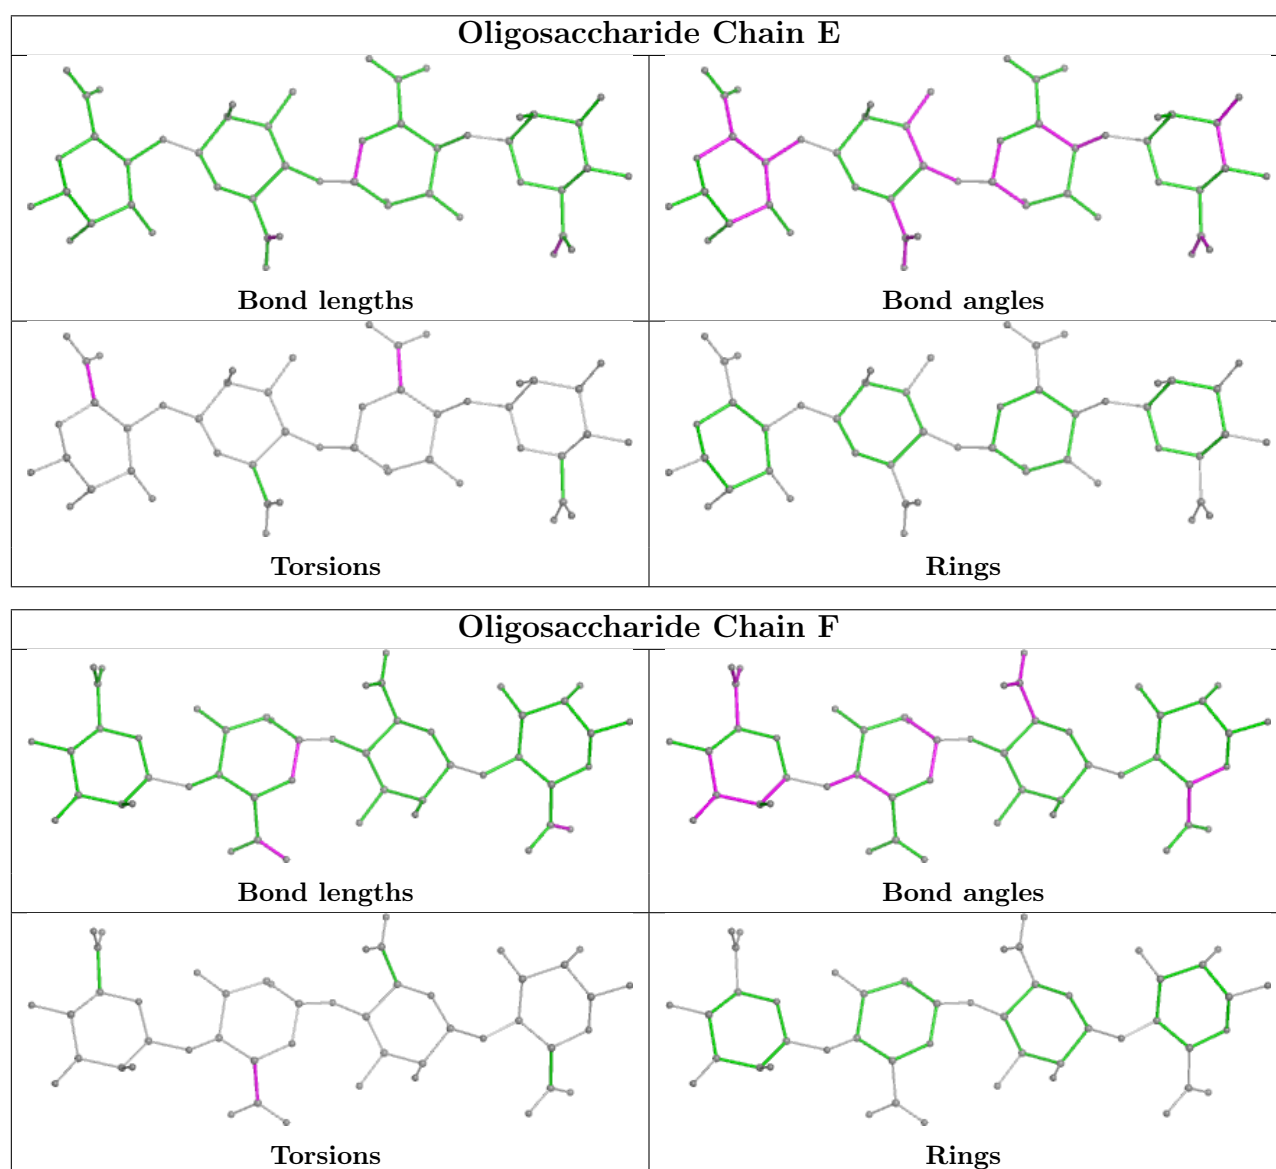 Oligosaccharide Chain E
Bond lengths
Bond angles
Torsions
Rings
Oligosaccharide Chain F
Bond lengths
Bond angles
Torsions
Rings